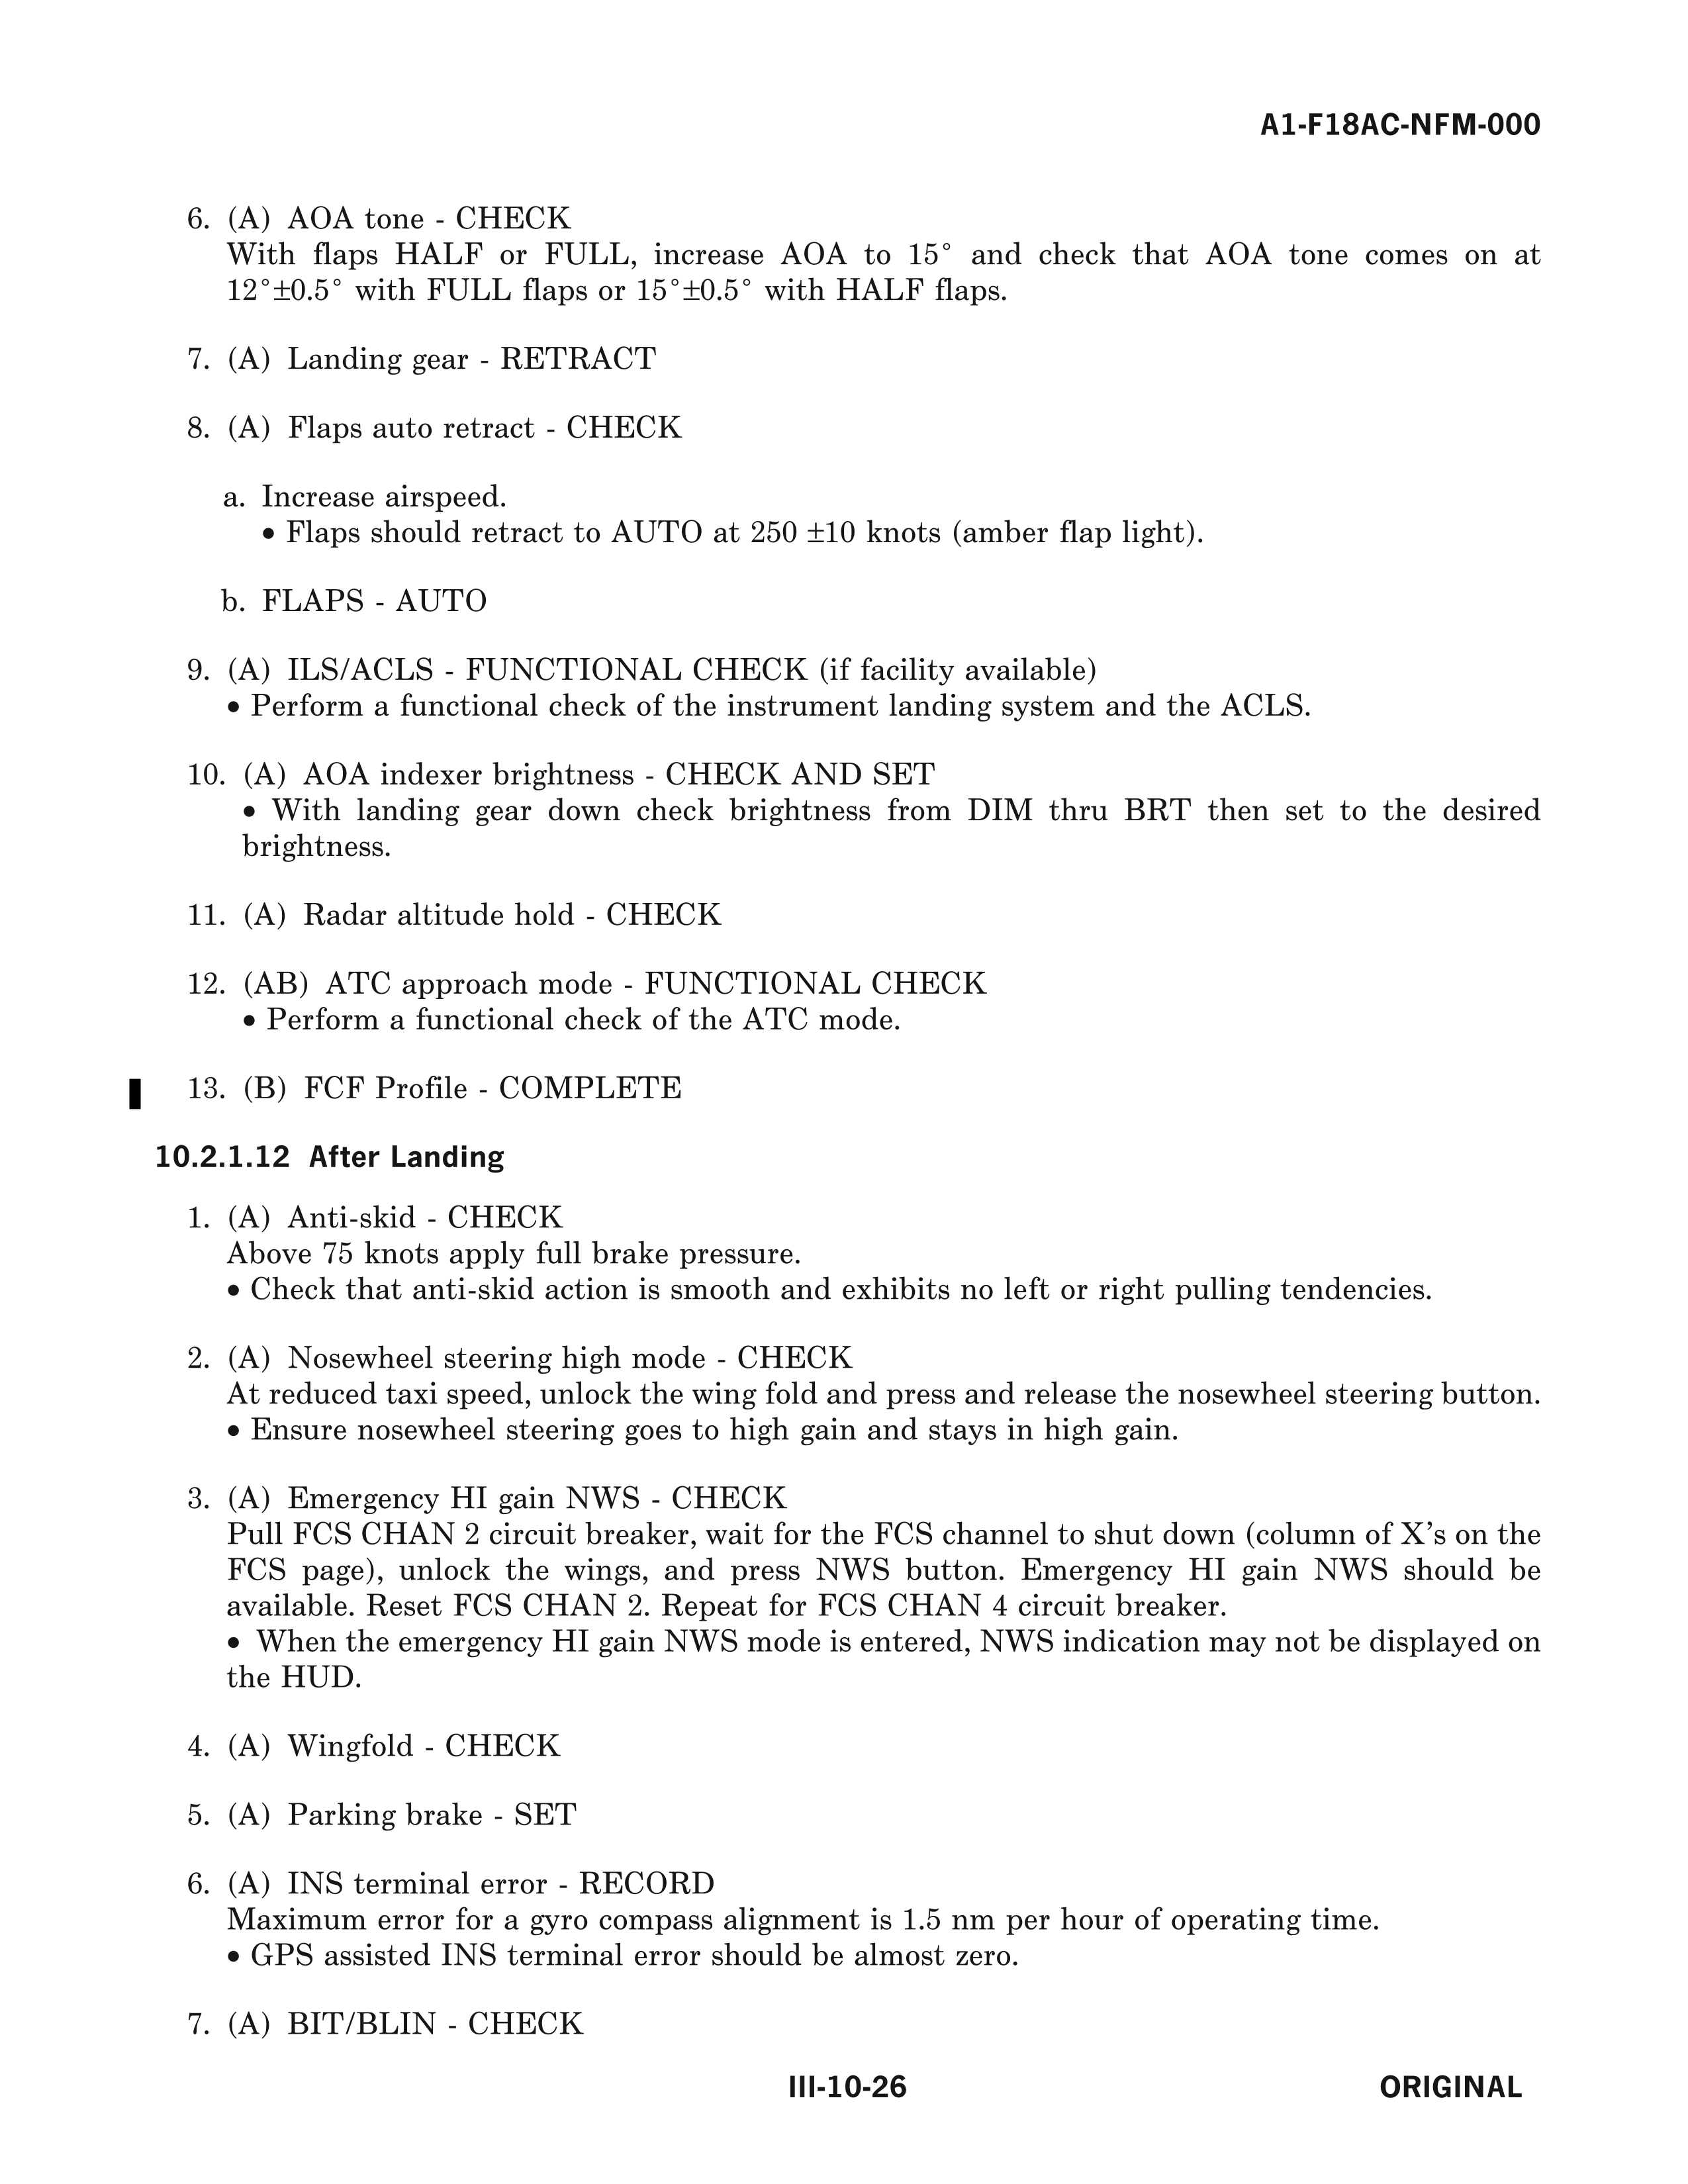 A1-F18AC-NFM-000
6. (A) AOA tone - CHECK
With flaps HALF or FULL, increase AOA to 15° and check that AOA tone comes on at
12°±0.5° with FULL flaps or 15°±0.5° with HALF flaps.
7. (A) Landing gear - RETRACT
8. (A) Flaps auto retract - CHECK
a. Increase airspeed.
• Flaps should retract to AUTO at 250 ±10 knots (amber flap light).
b. FLAPS - AUTO
9. (A) ILS/ACLS - FUNCTIONAL CHECK (if facility available)
• Perform a functional check of the instrument landing system and the ACLS.
10. (A) AOA indexer brightness - CHECK AND SET
• With landing gear down check brightness from DIM thru BRT then set to the desired
brightness.
11. (A) Radar altitude hold - CHECK
12. (AB) ATC approach mode - FUNCTIONAL CHECK
• Perform a functional check of the ATC mode.
13. (B) FCF Profile - COMPLETE
10.2.1.12 After Landing
1. (A) Anti-skid - CHECK
Above 75 knots apply full brake pressure.
• Check that anti-skid action is smooth and exhibits no left or right pulling tendencies.
2. (A) Nosewheel steering high mode - CHECK
At reduced taxi speed, unlock the wing fold and press and release the nosewheel steering button.
• Ensure nosewheel steering goes to high gain and stays in high gain.
3. (A) Emergency HI gain NWS - CHECK
Pull FCS CHAN 2 circuit breaker, wait for the FCS channel to shut down (column of X’s on the
FCS page), unlock the wings, and press NWS button. Emergency HI gain NWS should be
available. Reset FCS CHAN 2. Repeat for FCS CHAN 4 circuit breaker.
• When the emergency HI gain NWS mode is entered, NWS indication may not be displayed on
the HUD.
4. (A) Wingfold - CHECK
5. (A) Parking brake - SET
6. (A) INS terminal error - RECORD
Maximum error for a gyro compass alignment is 1.5 nm per hour of operating time.
• GPS assisted INS terminal error should be almost zero.
7. (A) BIT/BLIN - CHECK
III-10-26
ORIGINAL